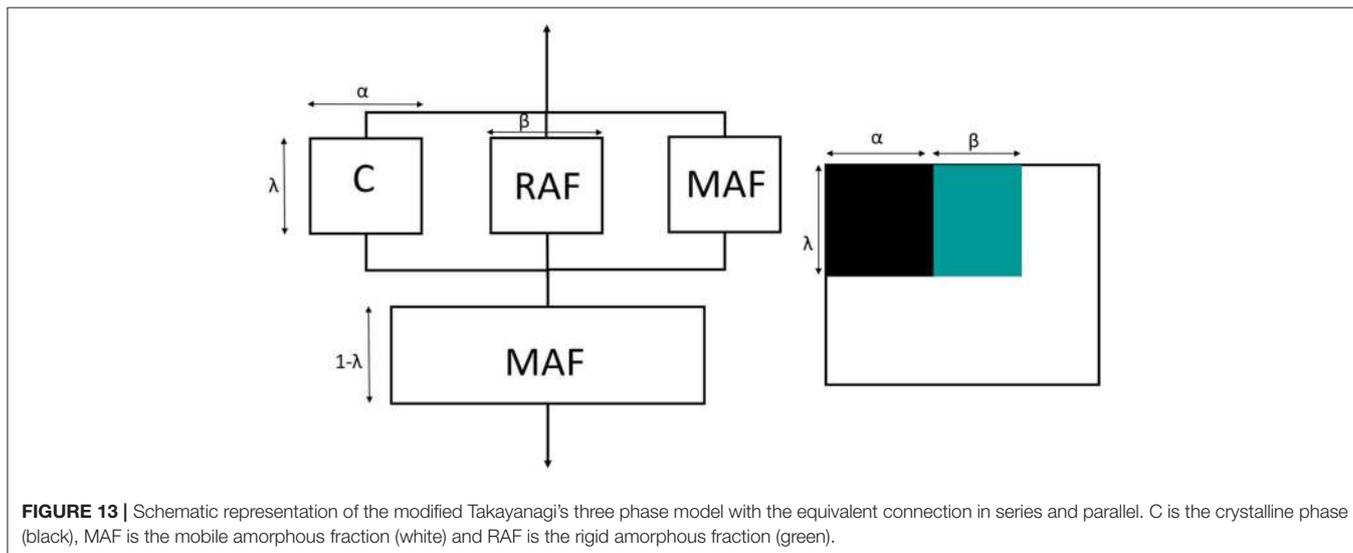 α
β
λ
C
RAF
MAF
1-λ
MAF
α
β
λ
FIGURE 13 | Schematic representation of the modified Takayanagi's three phase model with the equivalent connection in series and parallel. C is the crystalline phase
(black), MAF is the mobile amorphous fraction (white) and RAF is the rigid amorphous fraction (green).